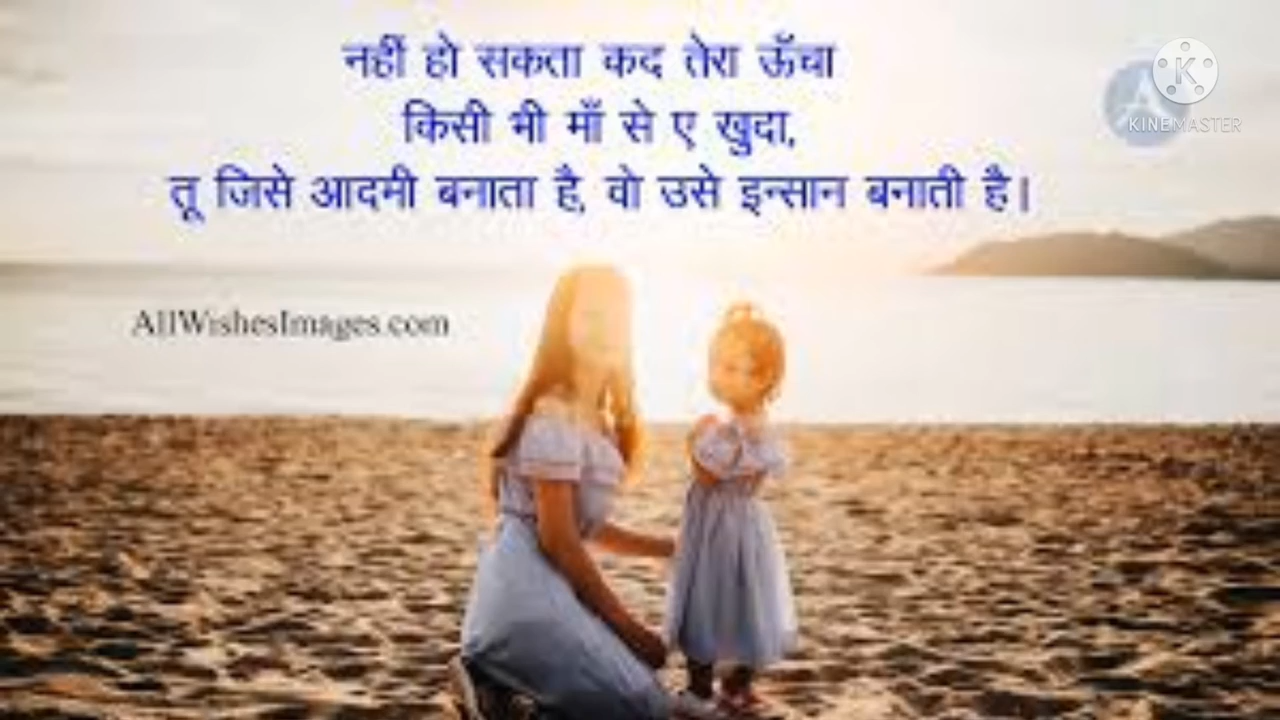 नहीं हो सकता कद तेरा ऊँचा
किसी भी माँ से ए खुदा,
तू जिसे आदमी बनाता है, वो उसे इन्सान बनाती है।
AllWishesImages.com
A
K
KINEMASTER